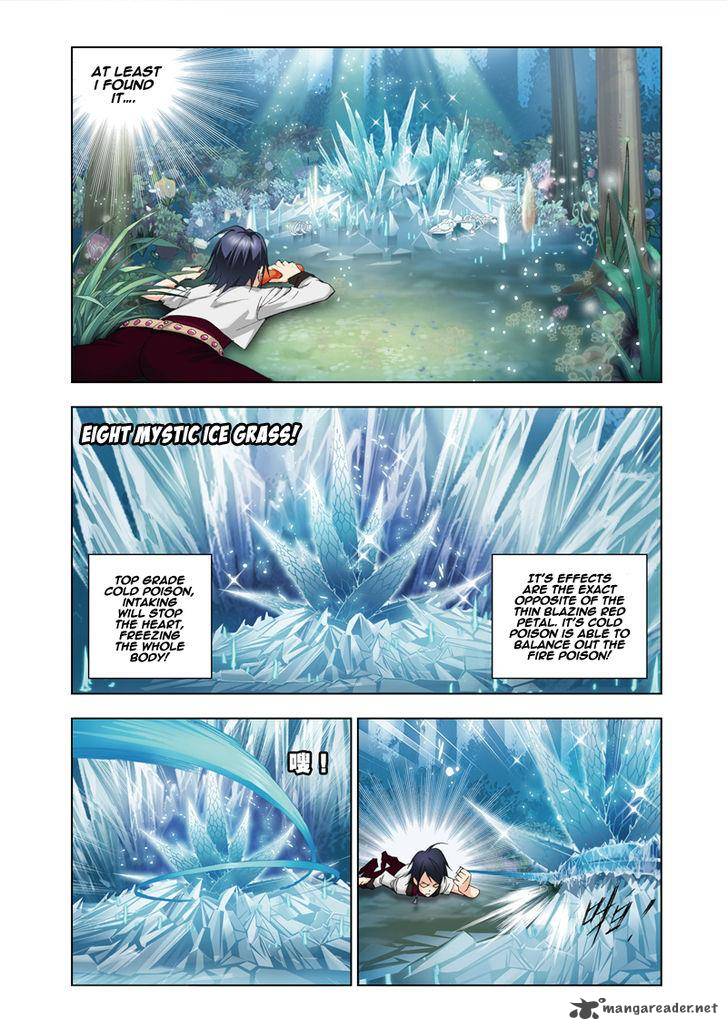 AT LEAST
I FOUND
IT....
EIGHT MYSTIC ICE GRASS!
TOP GRADE
COLD POISON,
INTAKING
WILL STOP
THE HEART,
FREEZING
THE WHOLE
BODY!
IT'S EFFECTS
ARE THE EXACT
OPPOSITE OF THE
THIN BLAZING RED
PETAL. IT'S COLD
POISON IS ABLE TO
BALANCE OUT THE
FIRE POISON!
嗖！
mangareader.net